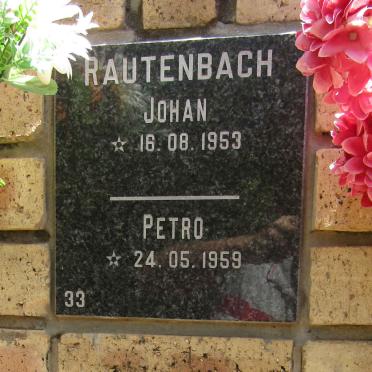 RAUTENBACH
JOHAN
☆ 16.08.1953
PETRO
☆ 24.05.1959
33